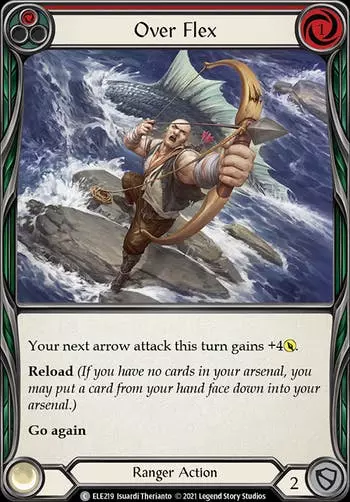 Over Flex
1
Your next arrow attack this turn gains +4.
Reload (If you have no cards in your arsenal, you
may put a card from your hand face down into your
arsenal.)
Go again
Ranger Action
2
C ELE219 Isuardi Therianto © 2021 Legend Story Studios